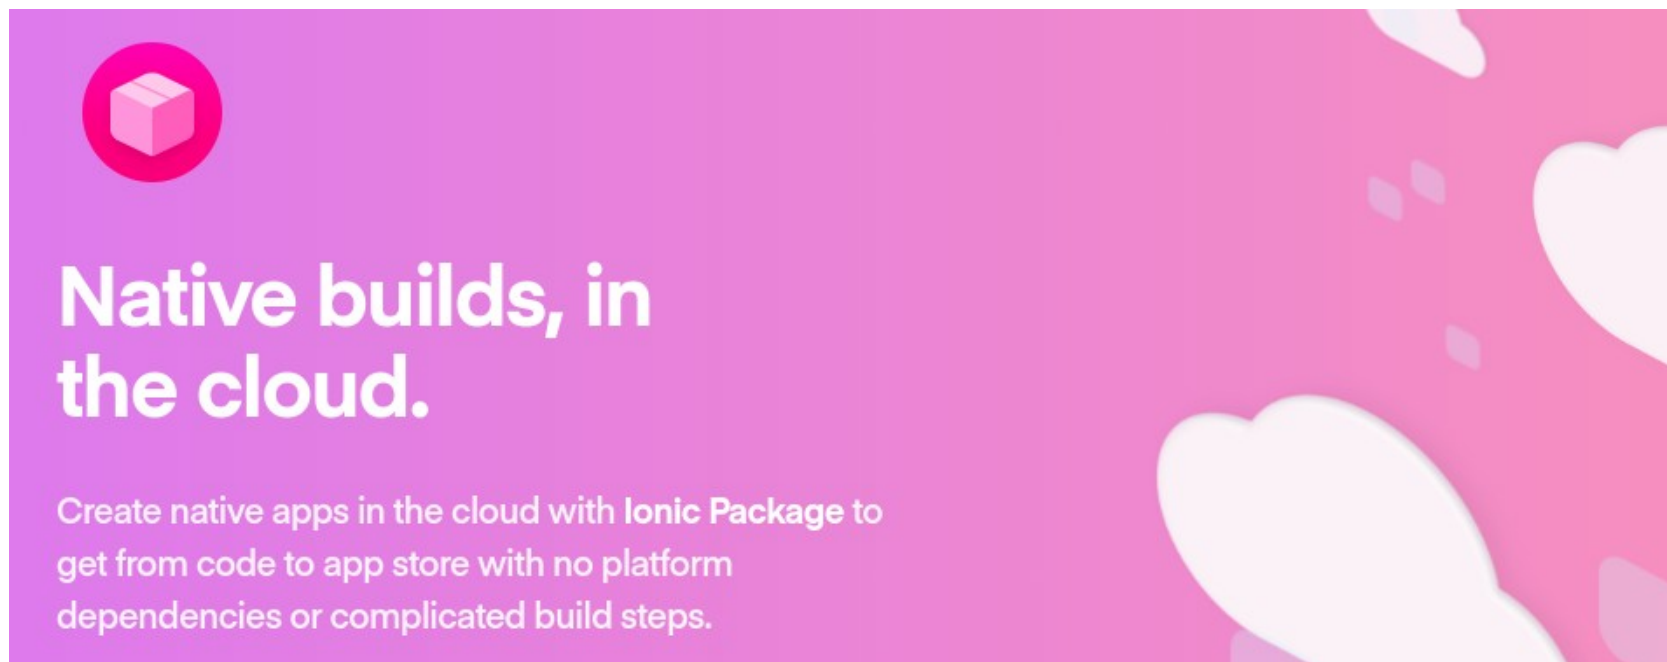 Native builds, in
the cloud.
Create native apps in the cloud with Ionic Package to
get from code to app store with no platform
dependencies or complicated build steps.